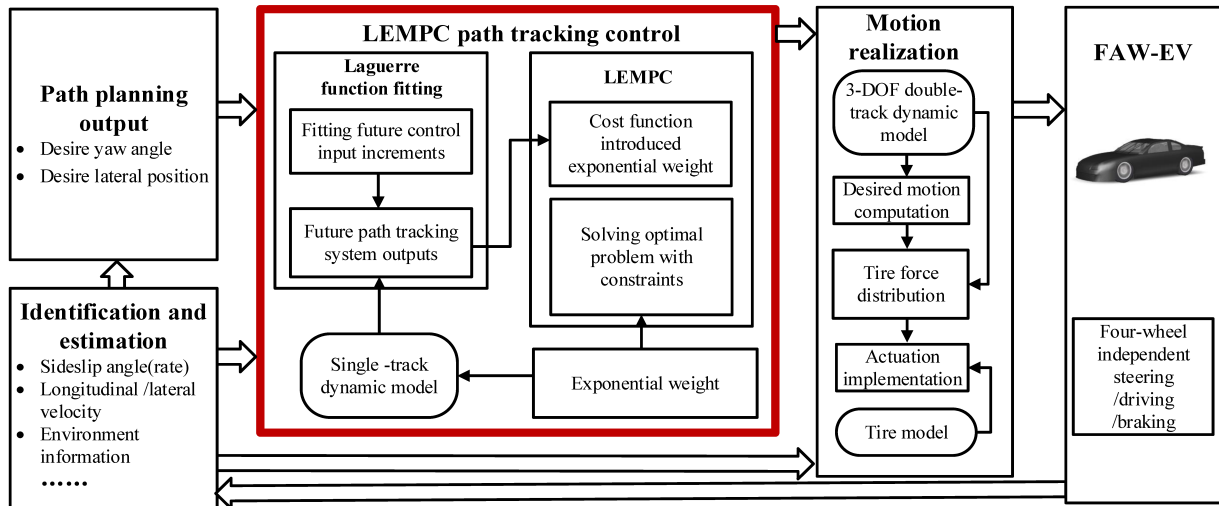 Path planning
output
• Desire yaw angle
• Desire lateral position
Identification and
estimation
• Sideslip angle(rate)
• Longitudinal /lateral
velocity
• Environment
information
……
LEMPC path tracking control
Laguerre
function fitting
Fitting future control
input increments
Future path tracking
system outputs
Single -track
dynamic model
LEMPC
Cost function
introduced
exponential weight
Solving optimal
problem with
constraints
Exponential weight
Motion
realization
3-DOF double-
track dynamic
model
Desired motion
computation
Tire force
distribution
Actuation
implementation
Tire model
FAW-EV
Four-wheel
independent
steering
/driving
/braking